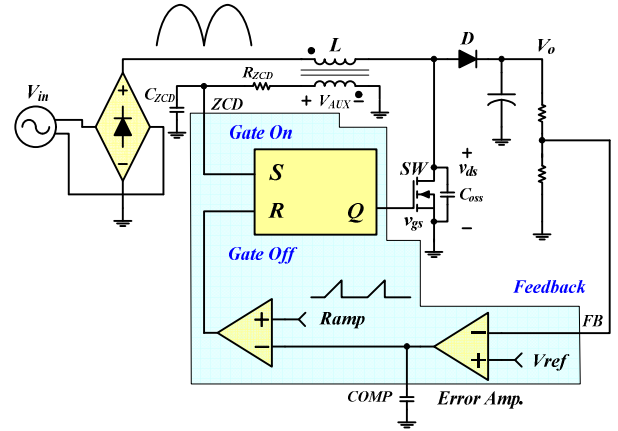 L
D
Vo
Vin
+
−
CZCD
RZCD
ZCD
+ VAUX −
Gate On
S
R
Q
SW
+
vds
Coss
vgs
−
Gate Off
Feedback
Ramp
+
−
FB
−
+
Vref
COMP
Error Amp.